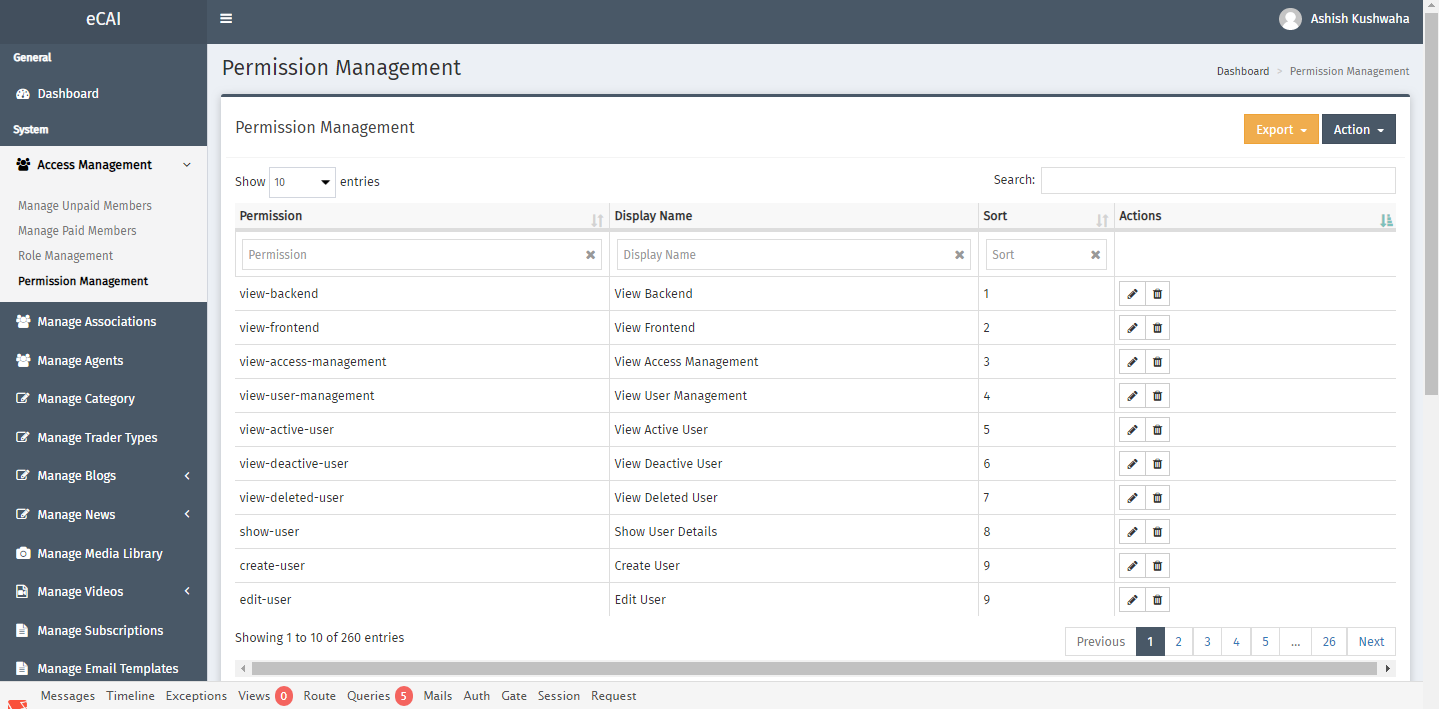 eCAI
Ashish Kushwaha
General
Dashboard
System
Access Management
Manage Unpaid Members
Manage Paid Members
Role Management
Permission Management
Manage Associations
Manage Agents
Manage Category
Manage Trader Types
Manage Blogs
Manage News
Manage Media Library
Manage Videos
Manage Subscriptions
Manage Email Templates
Permission Management
Dashboard > Permission Management
Permission Management
Export Action
Show 10 entries Search:
Permission Display Name Sort Actions
Permission Display Name Sort
view-backend View Backend 1
view-frontend View Frontend 2
view-access-management View Access Management 3
view-user-management View User Management 4
view-active-user View Active User 5
view-deactive-user View Deactive User 6
view-deleted-user View Deleted User 7
show-user Show User Details 8
create-user Create User 9
edit-user Edit User 9
Showing 1 to 10 of 260 entries Previous 1 2 3 4 5 ... 26 Next
Messages Timeline Exceptions Views 0 Route Queries 5 Mails Auth Gate Session Request